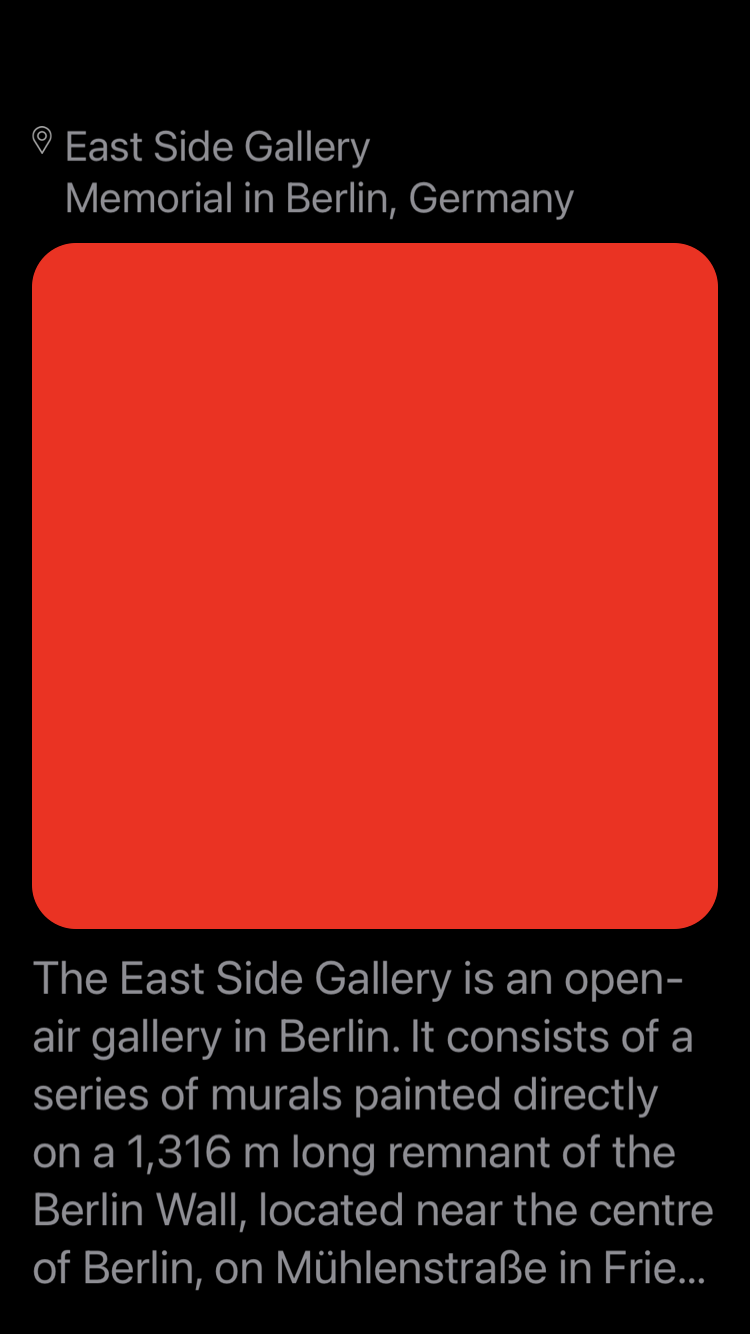 East Side Gallery
Memorial in Berlin, Germany
The East Side Gallery is an open-
air gallery in Berlin. It consists of a
series of murals painted directly
on a 1,316 m long remnant of the
Berlin Wall, located near the centre
of Berlin, on Mühlenstraße in Frie...